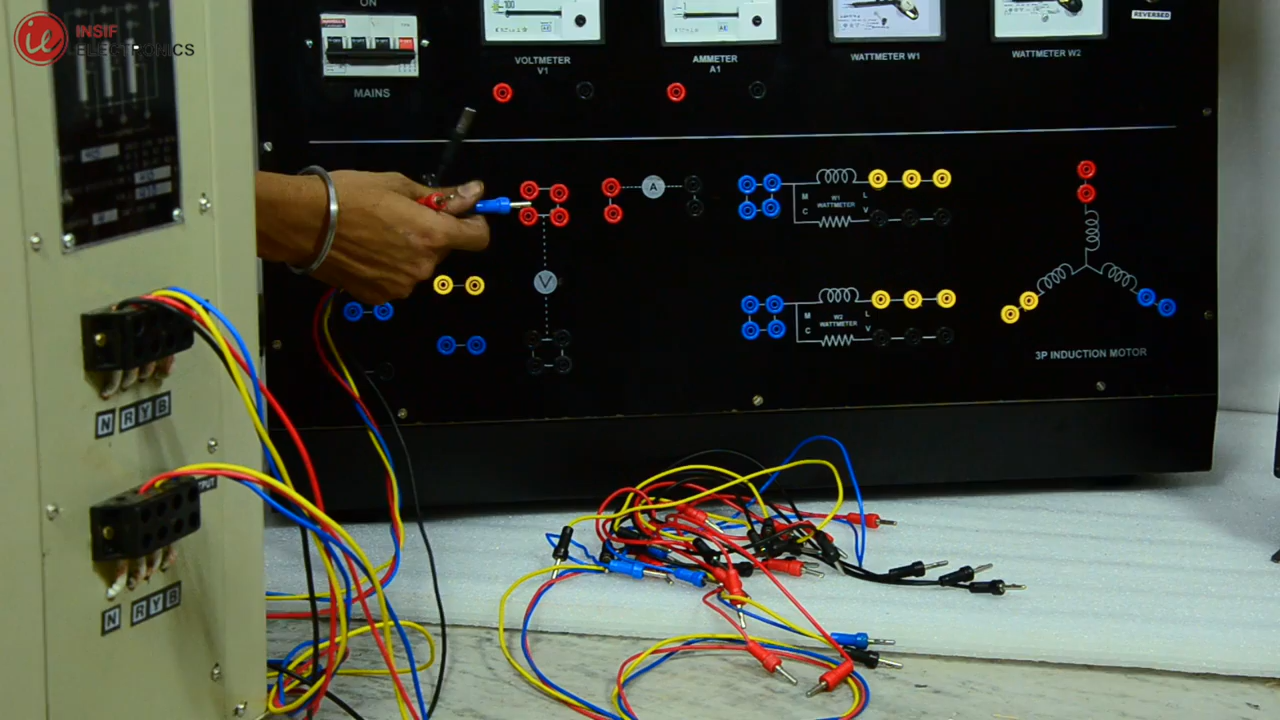 INSIF
ELECTRONICS
ON
MAINS
100
VOLTMETER
V1
AMMETER
A1
WATTMETER W1
WATTMETER W2
REVERSED
A
V
M
C
W1
WATTMETER
L
V
M
C
W2
WATTMETER
L
V
3P INDUCTION MOTOR
N R Y B
N R Y B